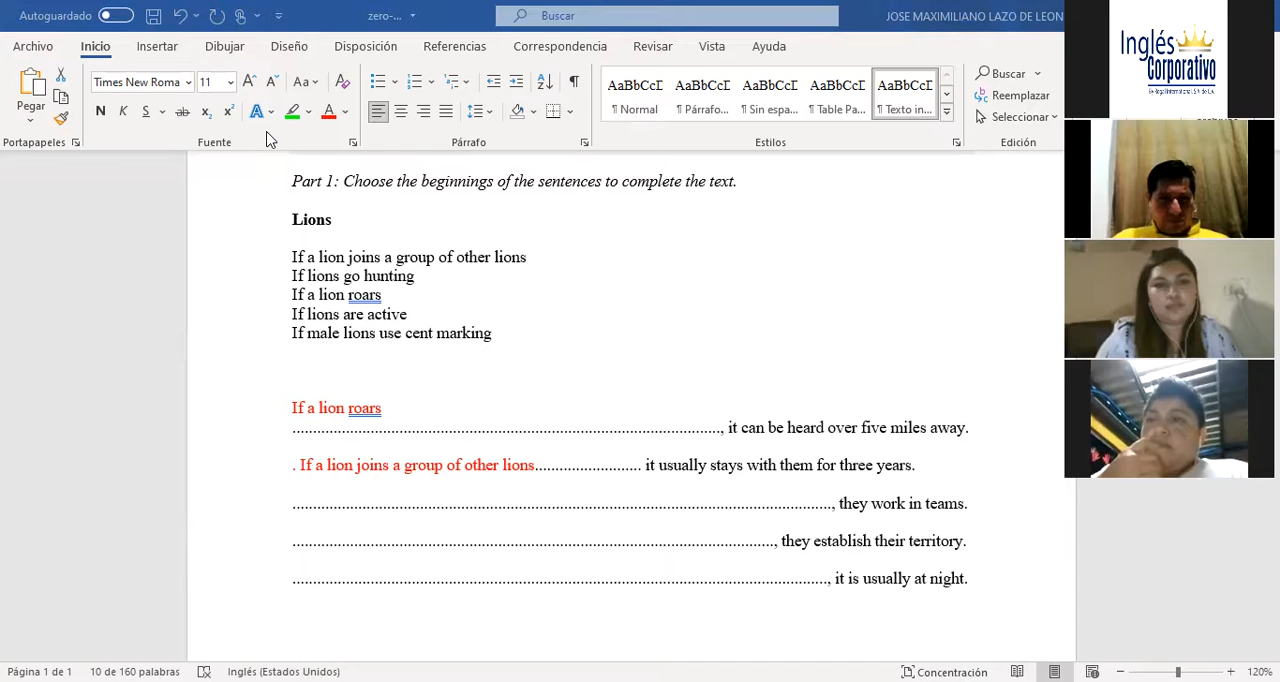 Autoguardado
zero-...
Buscar
JOSE MAXIMILIANO LAZO DE LEON
Archivo Inicio Insertar Dibujar Diseño Disposición Referencias Correspondencia Revisar Vista Ayuda
Pegar
Times New Roma 11
Aa
N K S ab x₂ x² A A
Portapapeles Fuente Párrafo Estilos Edición
AaBbCcI AaBbCcI AaBbCcI AaBbCcI AaBbCcI
¶ Normal ¶ Párrafo... ¶ Sin espa... ¶ Table Pa... ¶ Texto in...
Buscar
Reemplazar
Seleccionar
Inglés
Corporativo
Part 1: Choose the beginnings of the sentences to complete the text.
Lions
If a lion joins a group of other lions
If lions go hunting
If a lion roars
If lions are active
If male lions use cent marking
If a lion roars
........................................................................................................, it can be heard over five miles away.
. If a lion joins a group of other lions.......................... it usually stays with them for three years.
..................................................................................................................................., they work in teams.
....................................................................................................................., they establish their territory.
.................................................................................................................................., it is usually at night.
Página 1 de 1 10 de 160 palabras Inglés (Estados Unidos) Concentración 120%